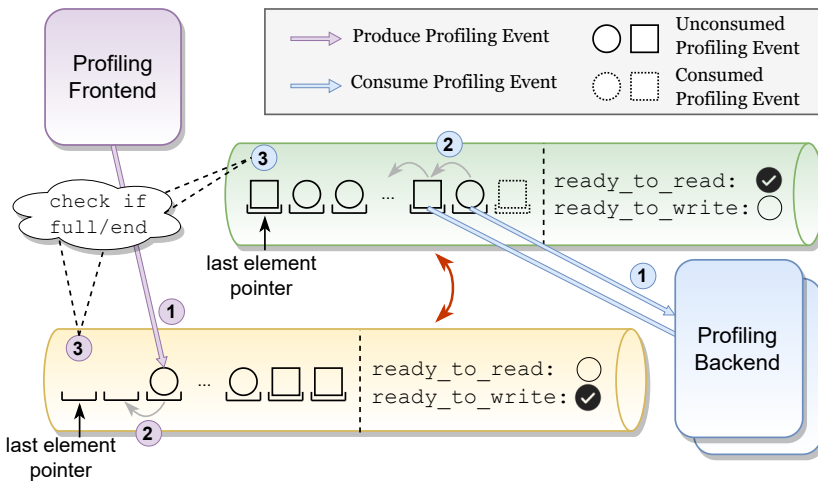 Profiling
Frontend
Produce Profiling Event
Consume Profiling Event
Unconsumed
Profiling Event
Consumed
Profiling Event
check if
full/end
3
2
...
ready_to_read:
ready_to_write:
last element
pointer
1
1
Profiling
Backend
3
...
ready_to_read:
ready_to_write:
2
last element
pointer